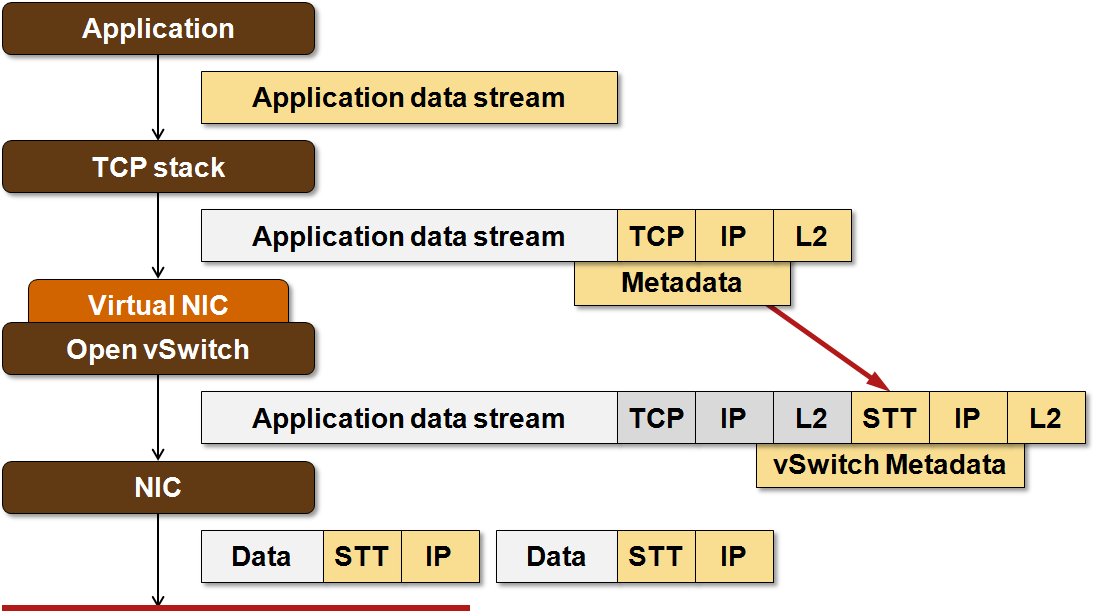 Application
Application data stream
TCP stack
Application data stream TCP IP L2
Metadata
Virtual NIC
Open vSwitch
Application data stream TCP IP L2 STT IP L2
vSwitch Metadata
NIC
Data STT IP Data STT IP